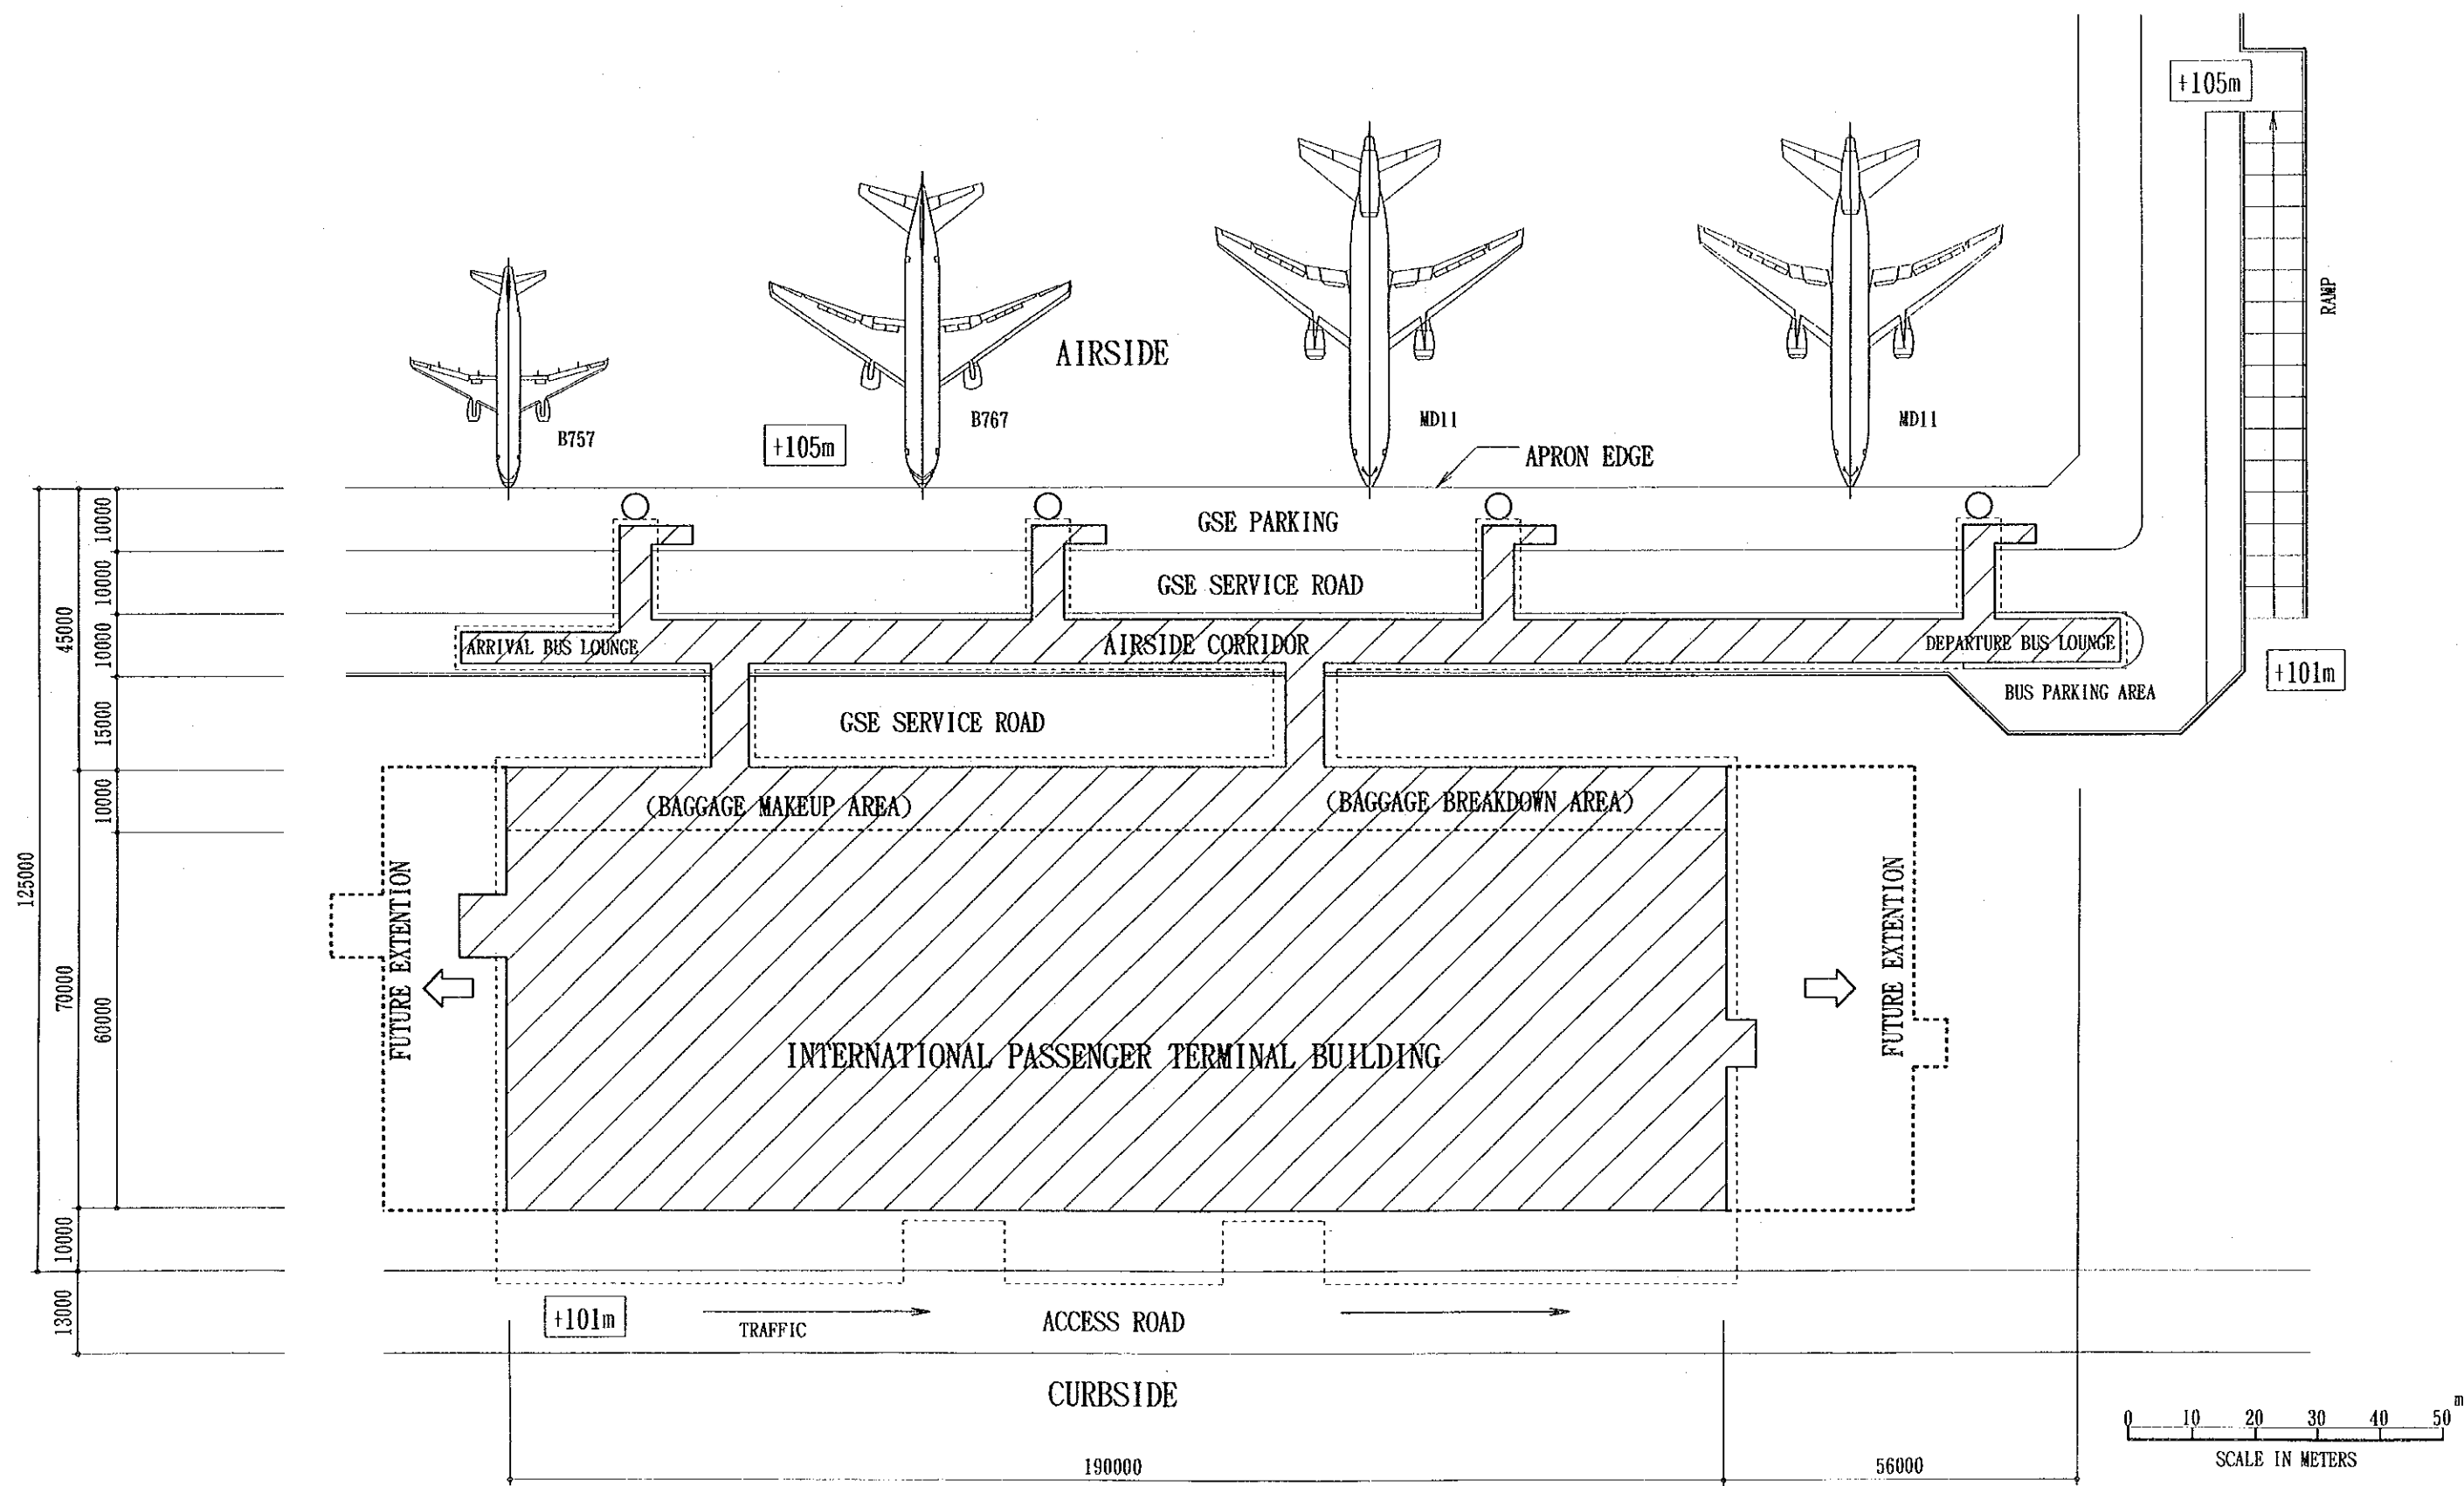 +105m
RAMP
AIRSIDE
B757
B767
MD11
MD11
+105m
APRON EDGE
GSE PARKING
GSE SERVICE ROAD
ARRIVAL BUS LOUNGE
AIRSIDE CORRIDOR
DEPARTURE BUS LOUNGE
+101m
BUS PARKING AREA
GSE SERVICE ROAD
(BAGGAGE MAKEUP AREA)
(BAGGAGE BREAKDOWN AREA)
FUTURE EXTENTION
FUTURE EXTENTION
INTERNATIONAL PASSENGER TERMINAL BUILDING
125000
45000
70000
10000
13000
10000
10000
10000
15000
10000
60000
+101m
TRAFFIC
ACCESS ROAD
CURBSIDE
190000
56000
m
0 10 20 30 40 50
SCALE IN METERS